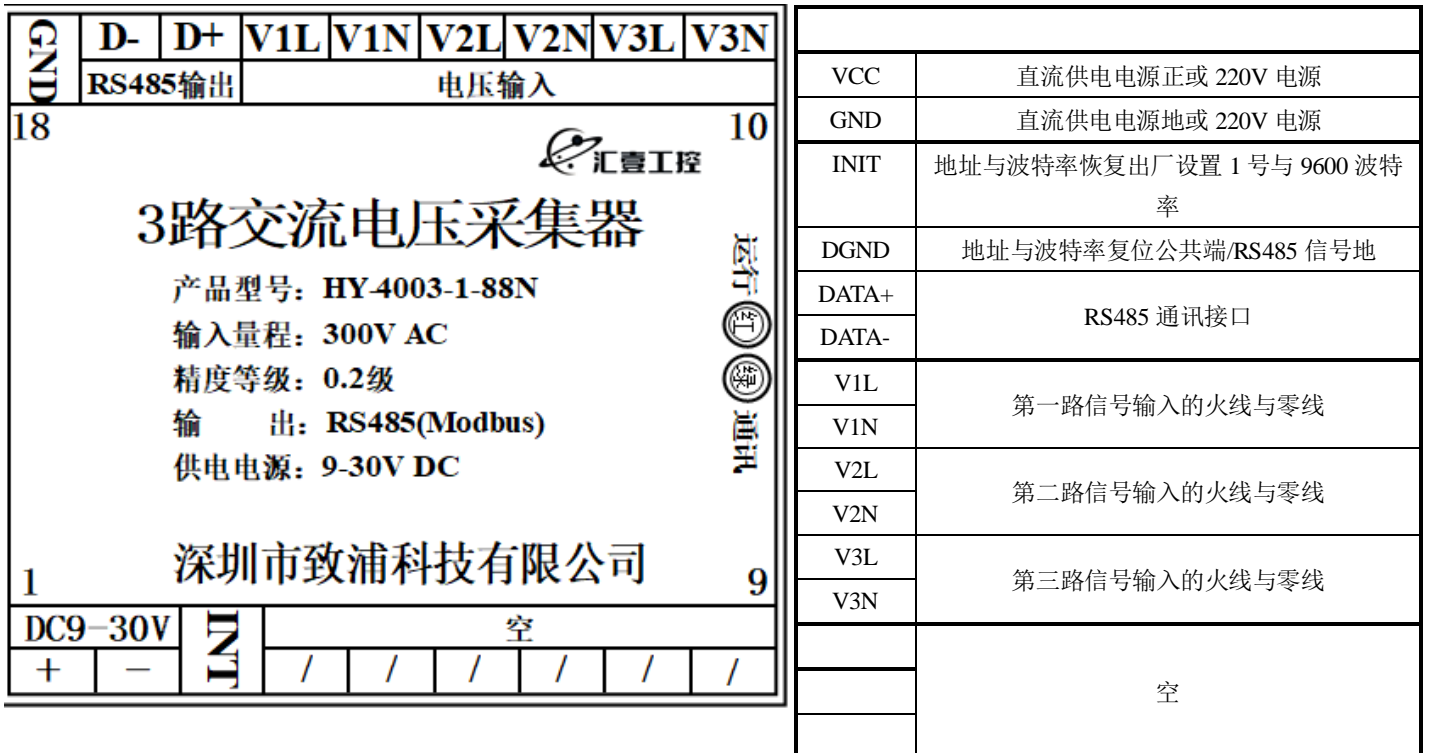 GND D- D+ V1L V1N V2L V2N V3L V3N
RS485输出 电压输入
18 10
汇壹工控
3路交流电压采集器
产品型号：HY-4003-1-88N
输入量程：300V AC
精度等级：0.2级
输 出：RS485(Modbus)
供电电源：9-30V DC
运行 红 绿 通讯
深圳市致浦科技有限公司
1 9
DC9-30V INT 空
+ - / / / / / /
VCC 直流供电电源正或 220V 电源
GND 直流供电电源地或 220V 电源
INIT 地址与波特率恢复出厂设置 1 号与 9600 波特
率
DGND 地址与波特率复位公共端/RS485 信号地
DATA+
RS485 通讯接口
DATA-
V1L
第一路信号输入的火线与零线
V1N
V2L
第二路信号输入的火线与零线
V2N
V3L
第三路信号输入的火线与零线
V3N
空